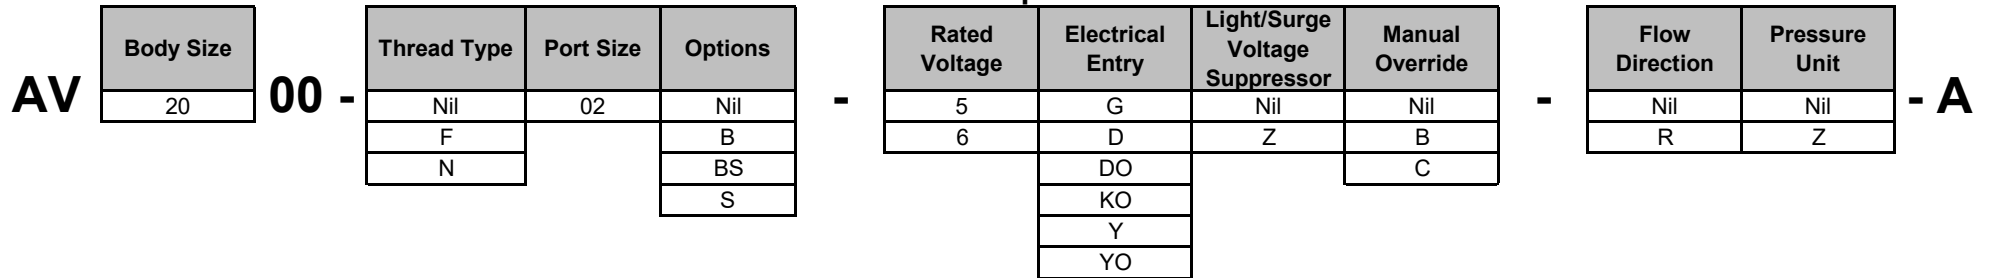 AV
Body Size
20
00 -
Thread Type Port Size Options
Nil 02 Nil
F B
N BS
S
-
Rated Voltage Electrical Entry Light/Surge Voltage Suppressor Manual Override
5 G Nil Nil
6 D Z B
DO C
KO
Y
YO
-
Flow Direction Pressure Unit
Nil Nil
R Z
- A